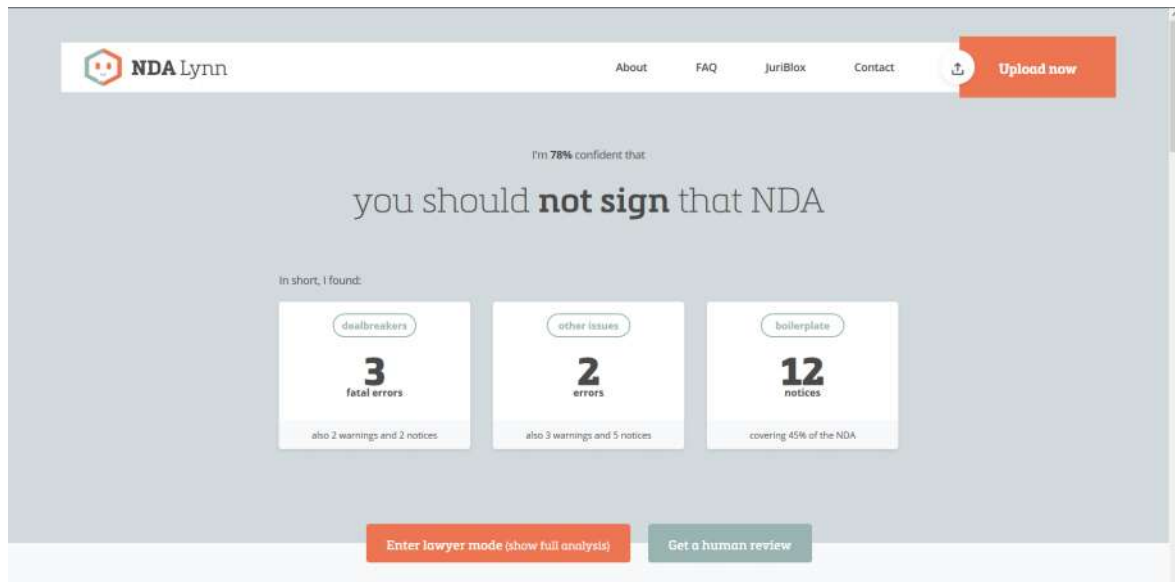 NDA Lynn
About FAQ JuriBlox Contact Upload now
I'm 78% confident that
you should not sign that NDA
In short, I found:
dealbreakers
3
fatal errors
also 2 warnings and 2 notices
other issues
2
errors
also 3 warnings and 5 notices
boilerplate
12
notices
covering 45% of the NDA
Enter lawyer mode (show full analysis)
Get a human review